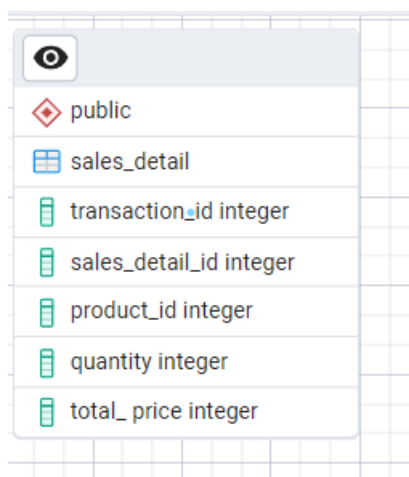 public
sales_detail
transaction_id integer
sales_detail_id integer
product_id integer
quantity integer
total_ price integer